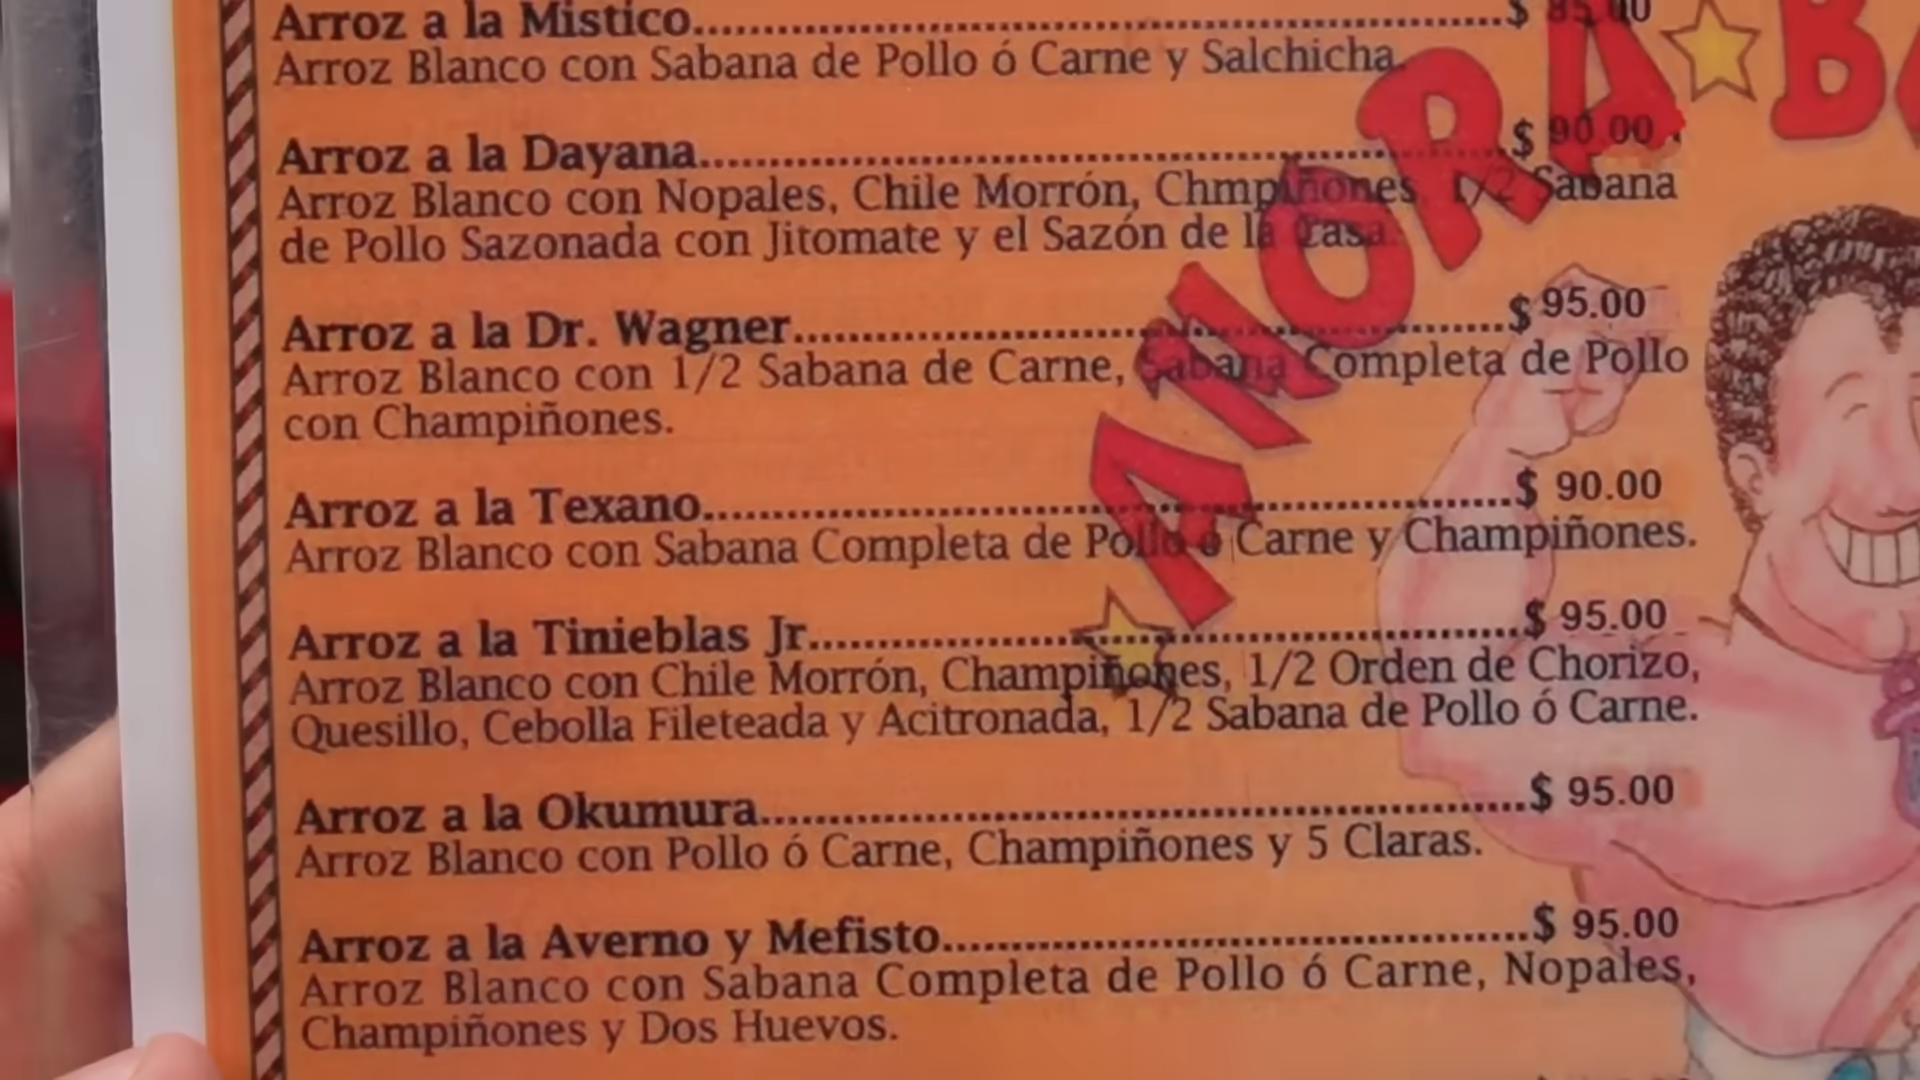 Arroz a la Mistico.......................................................$ 85.00
Arroz Blanco con Sabana de Pollo ó Carne y Salchicha.
Arroz a la Dayana.......................................................$ 90.00
Arroz Blanco con Nopales, Chile Morrón, Chmpiñones, 1/2 Sabana
de Pollo Sazonada con Jitomate y el Sazón de la Casa.
Arroz a la Dr. Wagner.......................................................$ 95.00
Arroz Blanco con 1/2 Sabana de Carne, Sabana Completa de Pollo
con Champiñones.
Arroz a la Texano.......................................................$ 90.00
Arroz Blanco con Sabana Completa de Pollo ó Carne y Champiñones.
Arroz a la Tinieblas Jr.......................................................$ 95.00
Arroz Blanco con Chile Morrón, Champiñones, 1/2 Orden de Chorizo,
Quesillo, Cebolla Fileteada y Acitronada, 1/2 Sabana de Pollo ó Carne.
Arroz a la Okumura.......................................................$ 95.00
Arroz Blanco con Pollo ó Carne, Champiñones y 5 Claras.
Arroz a la Averno y Mefisto.......................................................$ 95.00
Arroz Blanco con Sabana Completa de Pollo ó Carne, Nopales,
Champiñones y Dos Huevos.
AMORA